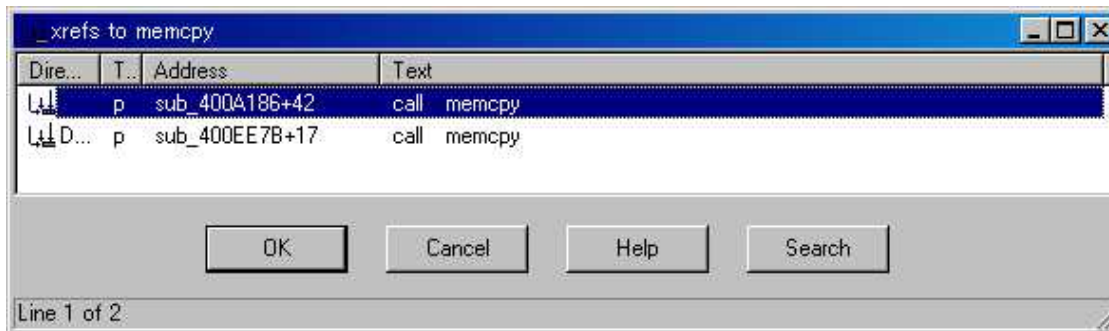 xrefs to memcpy
Dire... T.. Address Text
p sub_400A186+42 call memcpy
D... p sub_400EE7B+17 call memcpy
OK Cancel Help Search
Line 1 of 2